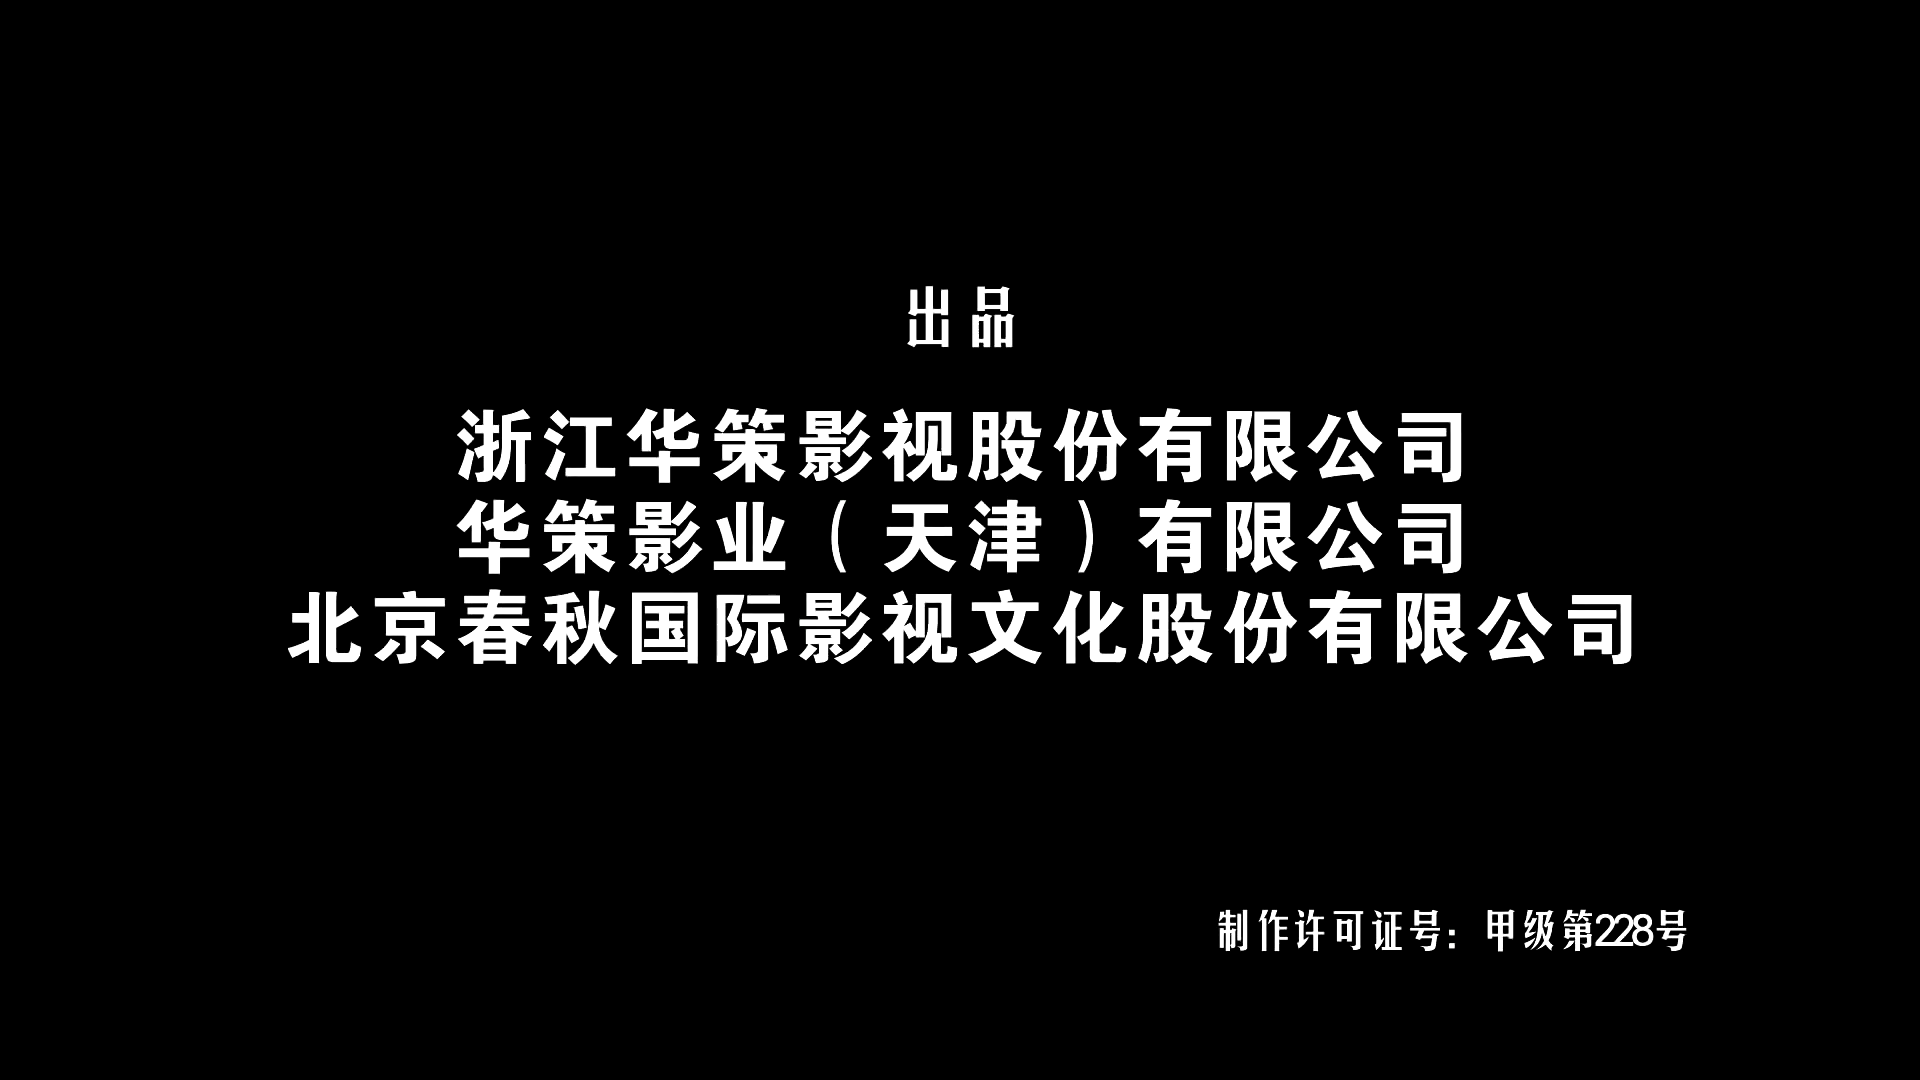 出品
浙江华策影视股份有限公司
华策影业（天津）有限公司
北京春秋国际影视文化股份有限公司
制作许可证号：甲级第228号